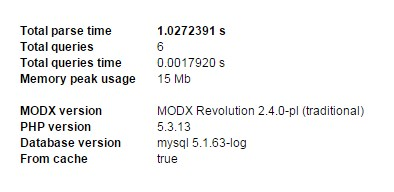 Total parse time 1.0272391 s
Total queries 6
Total queries time 0.0017920 s
Memory peak usage 15 Mb
MODX version MODX Revolution 2.4.0-pl (traditional)
PHP version 5.3.13
Database version mysql 5.1.63-log
From cache true